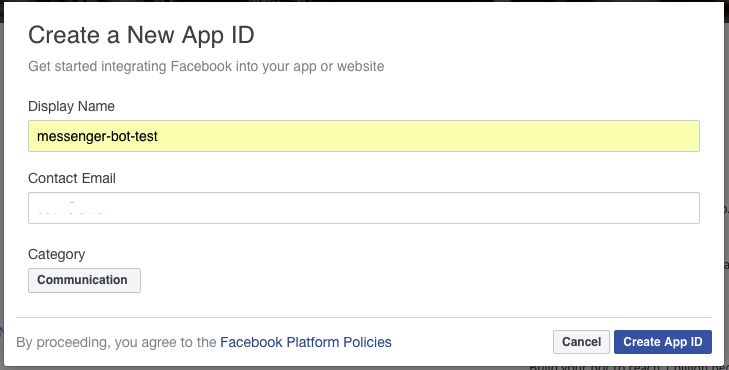 Create a New App ID
Get started integrating Facebook into your app or website
Display Name
messenger-bot-test
Contact Email
Category
Communication
By proceeding, you agree to the Facebook Platform Policies
Cancel
Create App ID